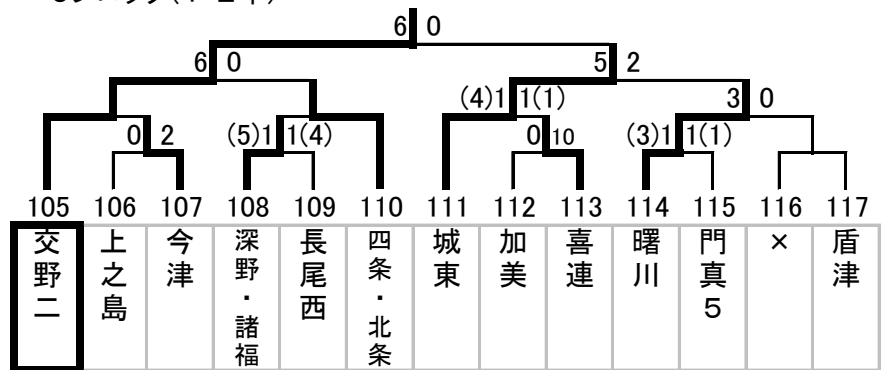 6 0
6 0
5 2
(4)1 1(1)
3 0
0 2
(5)1 1(4)
0 10
(3)1 1(1)
105 106 107 108 109 110 111 112 113 114 115 116 117
交野二
上之島
今津
深野・諸福
長尾西
四条・北条
城東
加美
喜連
曙川
門真5
×
盾津